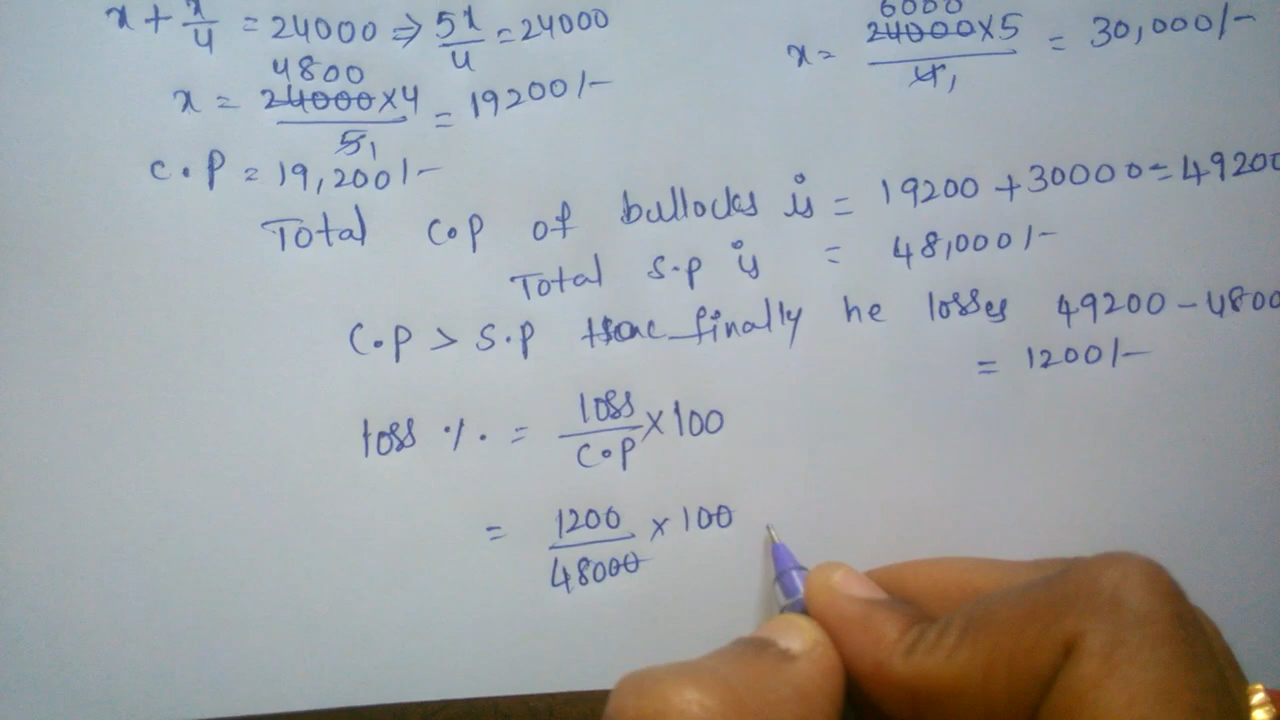 x + x/4 = 24000 ⇒ 5x/4 = 24000
4800
x = 24000×4/5 1 = 19200/-
C.P = 19,200/-
6000
x = 24000×5/4 1 = 30,000/-
Total C.P of bullocks is = 19200 + 30000 = 49200
Total S.P is = 48,000/-
C.P > S.P finally he losses 49200 - 4800
= 1200/-
loss %. = loss/C.P × 100
= 1200/48000 × 100